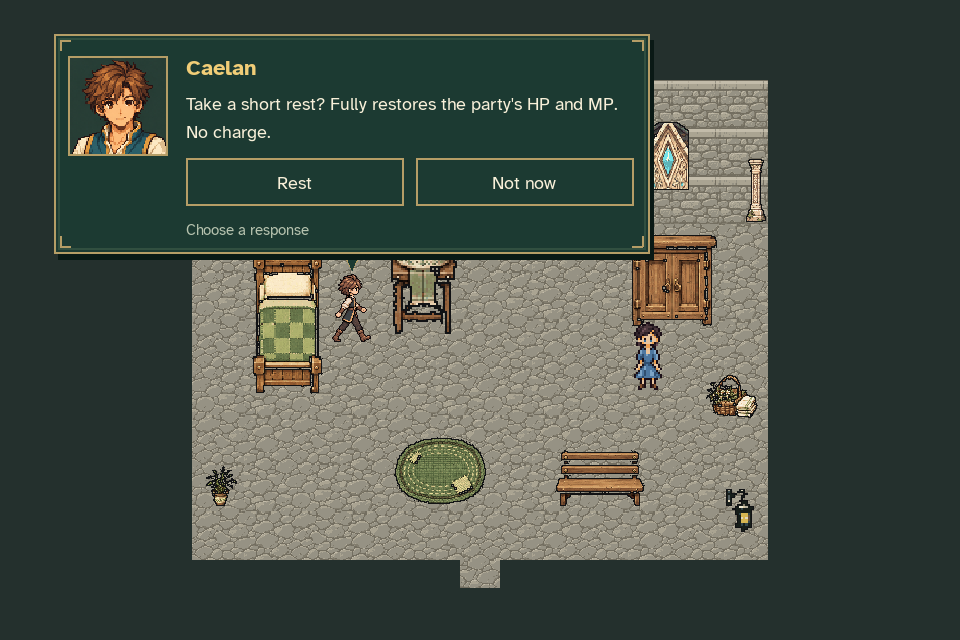 Caelan
Take a short rest? Fully restores the party's HP and MP.
No charge.
Rest
Not now
Choose a response